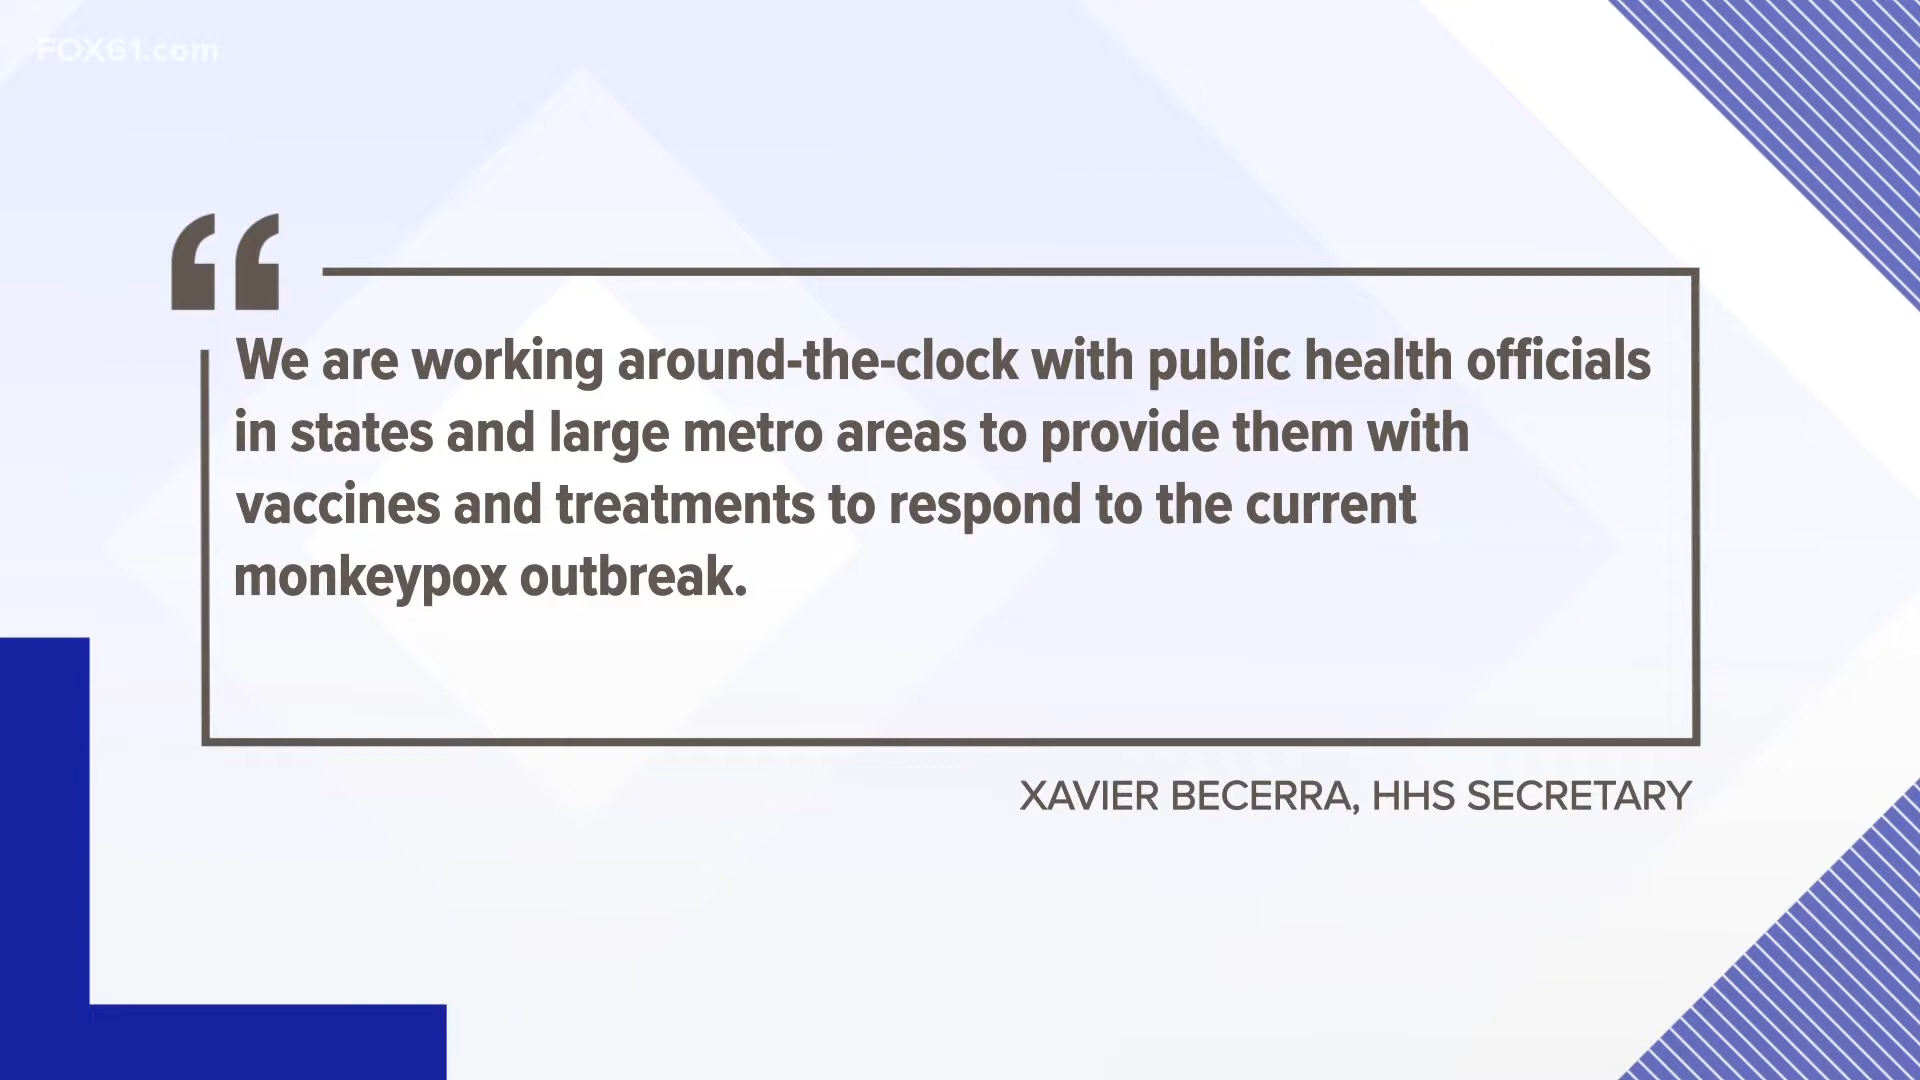 FOX61.com
“
We are working around-the-clock with public health officials
in states and large metro areas to provide them with
vaccines and treatments to respond to the current
monkeypox outbreak.
XAVIER BECERRA, HHS SECRETARY